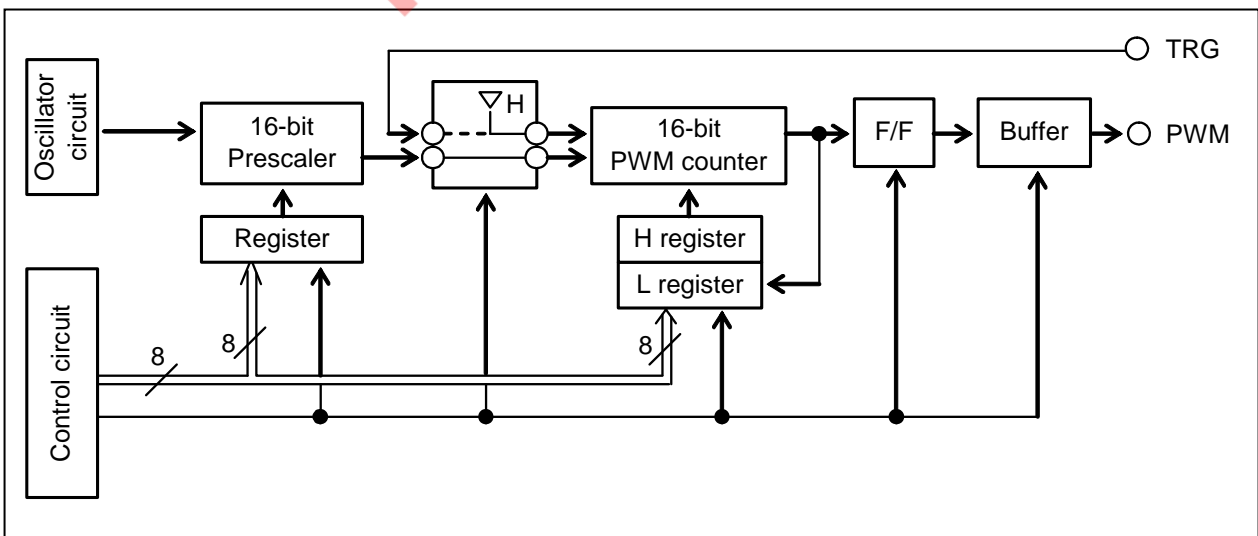 TRG
Oscillator
circuit
16-bit
Prescaler
H
16-bit
PWM counter
F/F
Buffer
PWM
Register
H register
L register
Control circuit
8
8
8